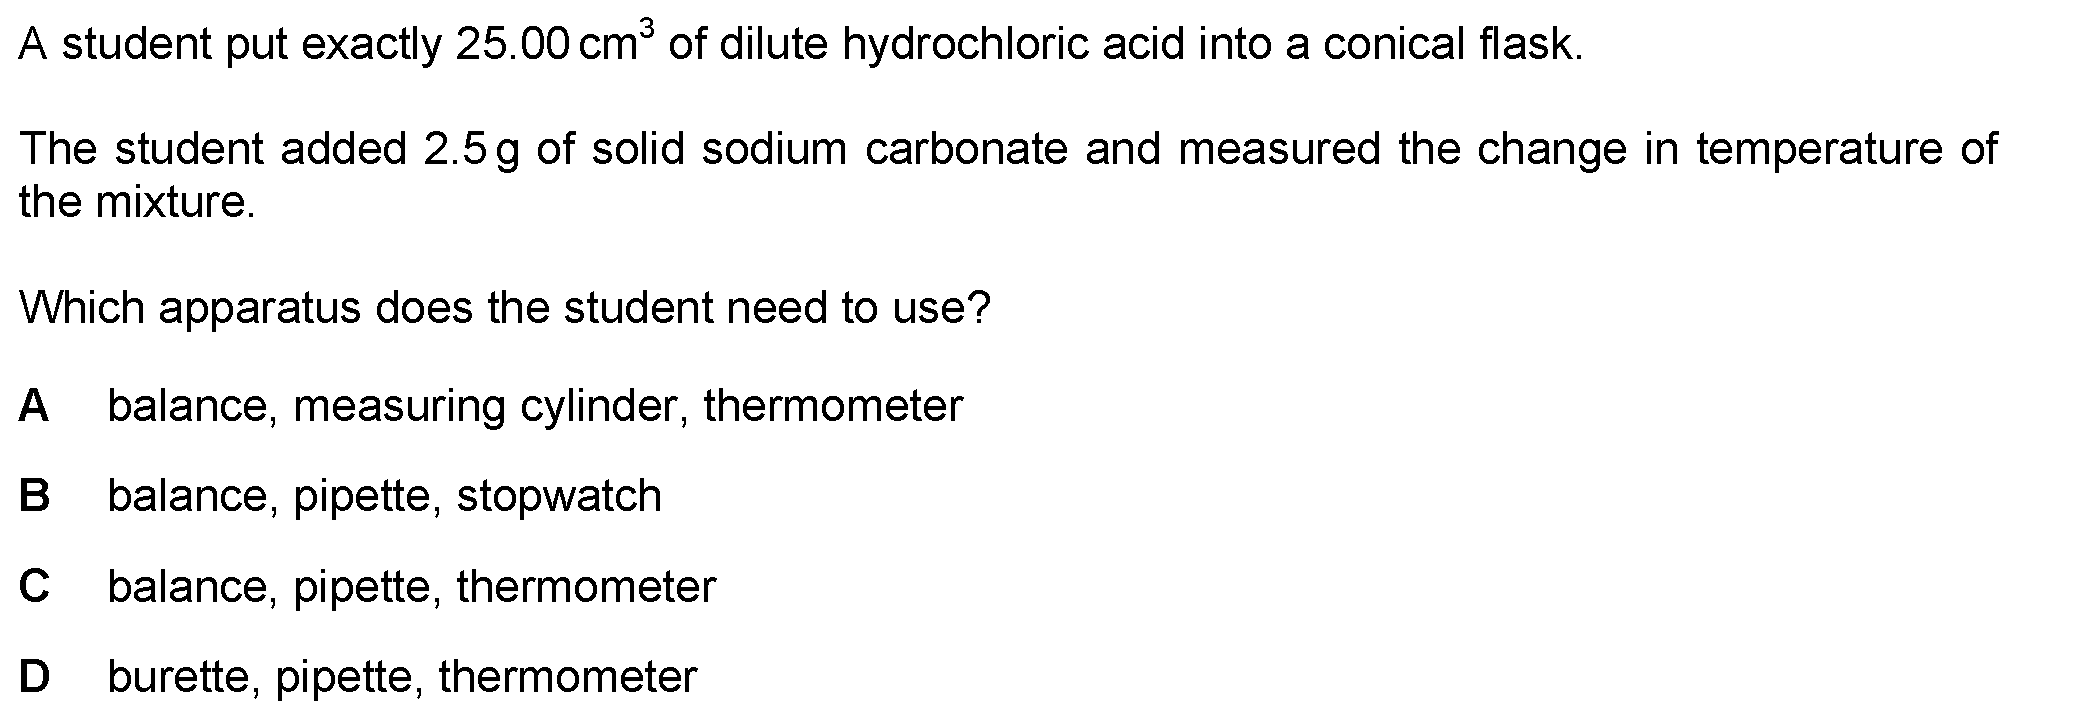 A student put exactly 25.00 cm³ of dilute hydrochloric acid into a conical flask.
The student added 2.5 g of solid sodium carbonate and measured the change in temperature of
the mixture.
Which apparatus does the student need to use?
A balance, measuring cylinder, thermometer
B balance, pipette, stopwatch
C balance, pipette, thermometer
D burette, pipette, thermometer